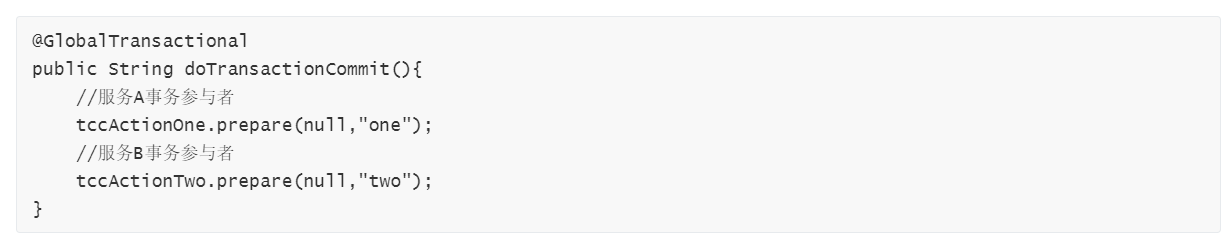 @GlobalTransactional
public String doTransactionCommit(){
    //服务A事务参与者
    tccActionOne.prepare(null,"one");
    //服务B事务参与者
    tccActionTwo.prepare(null,"two");
}